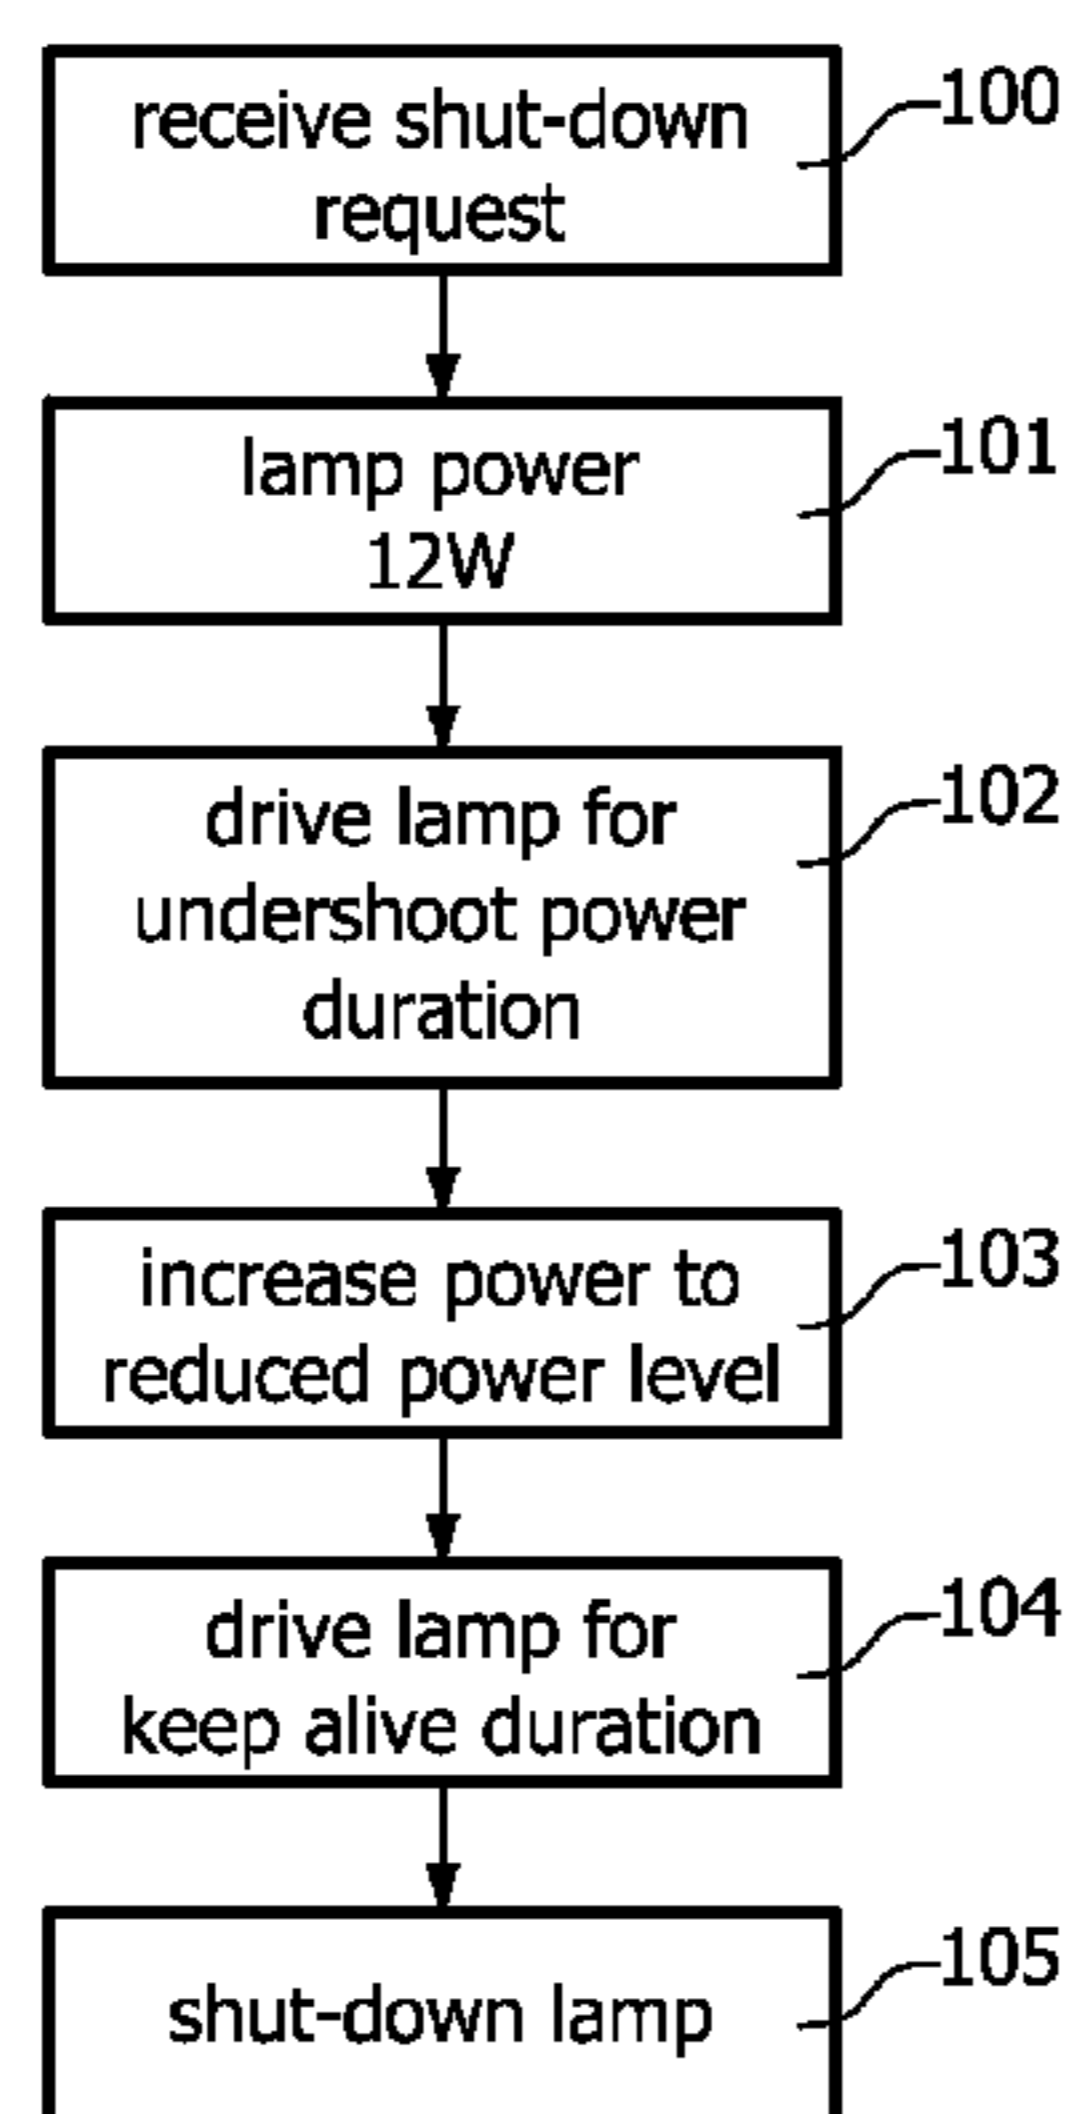 receive shut-down
request
100
lamp power
12W
101
drive lamp for
undershoot power
duration
102
increase power to
reduced power level
103
drive lamp for
keep alive duration
104
shut-down lamp
105